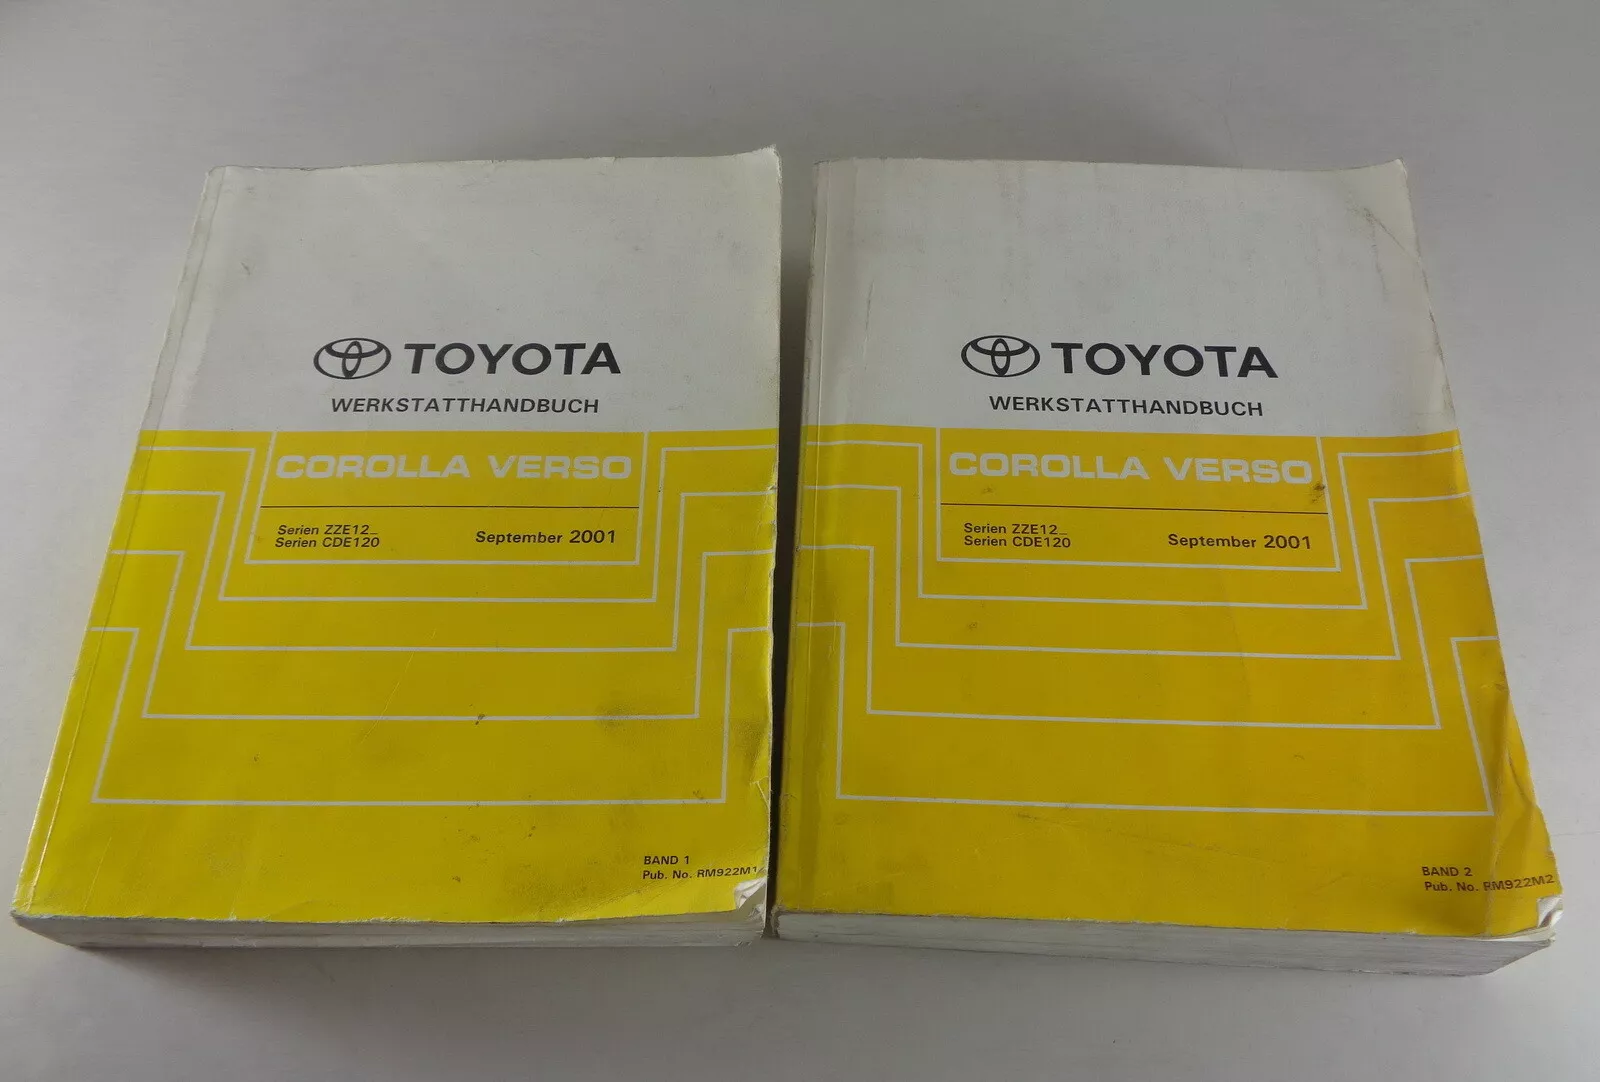 TOYOTA
WERKSTATTHANDBUCH
COROLLA VERSO
Serien ZZE12_
Serien CDE120
September 2001
BAND 1
Pub. No. RM922M1
TOYOTA
WERKSTATTHANDBUCH
COROLLA VERSO
Serien ZZE12_
Serien CDE120
September 2001
BAND 2
Pub. No. RM922M2